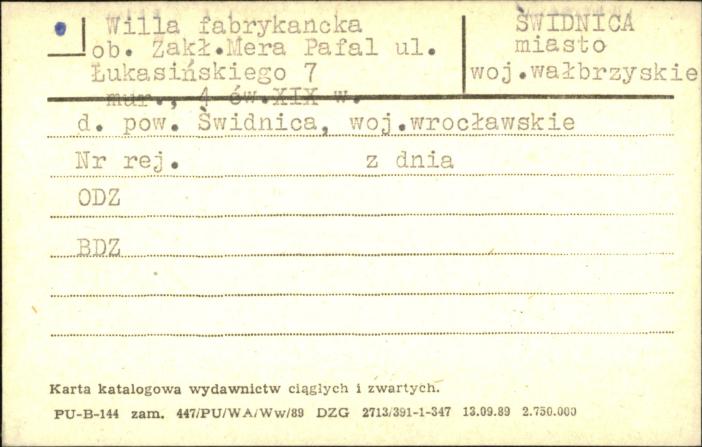 Willa fabrykancka
ob. Zakł.Mera Pafal ul.
Łukasińskiego 7
mur., 4 ćw.XIX w.
ŚWIDNICA
miasto
woj.wałbrzyskie
d. pow. Świdnica, woj.wrocławskie
Nr rej. z dnia
ODZ
BDZ
Karta katalogowa wydawnictw ciągłych i zwartych.
PU-B-144 zam. 447/PU/WA/Ww/89 DZG 2713/391-1-347 13.09.89 2.750.000